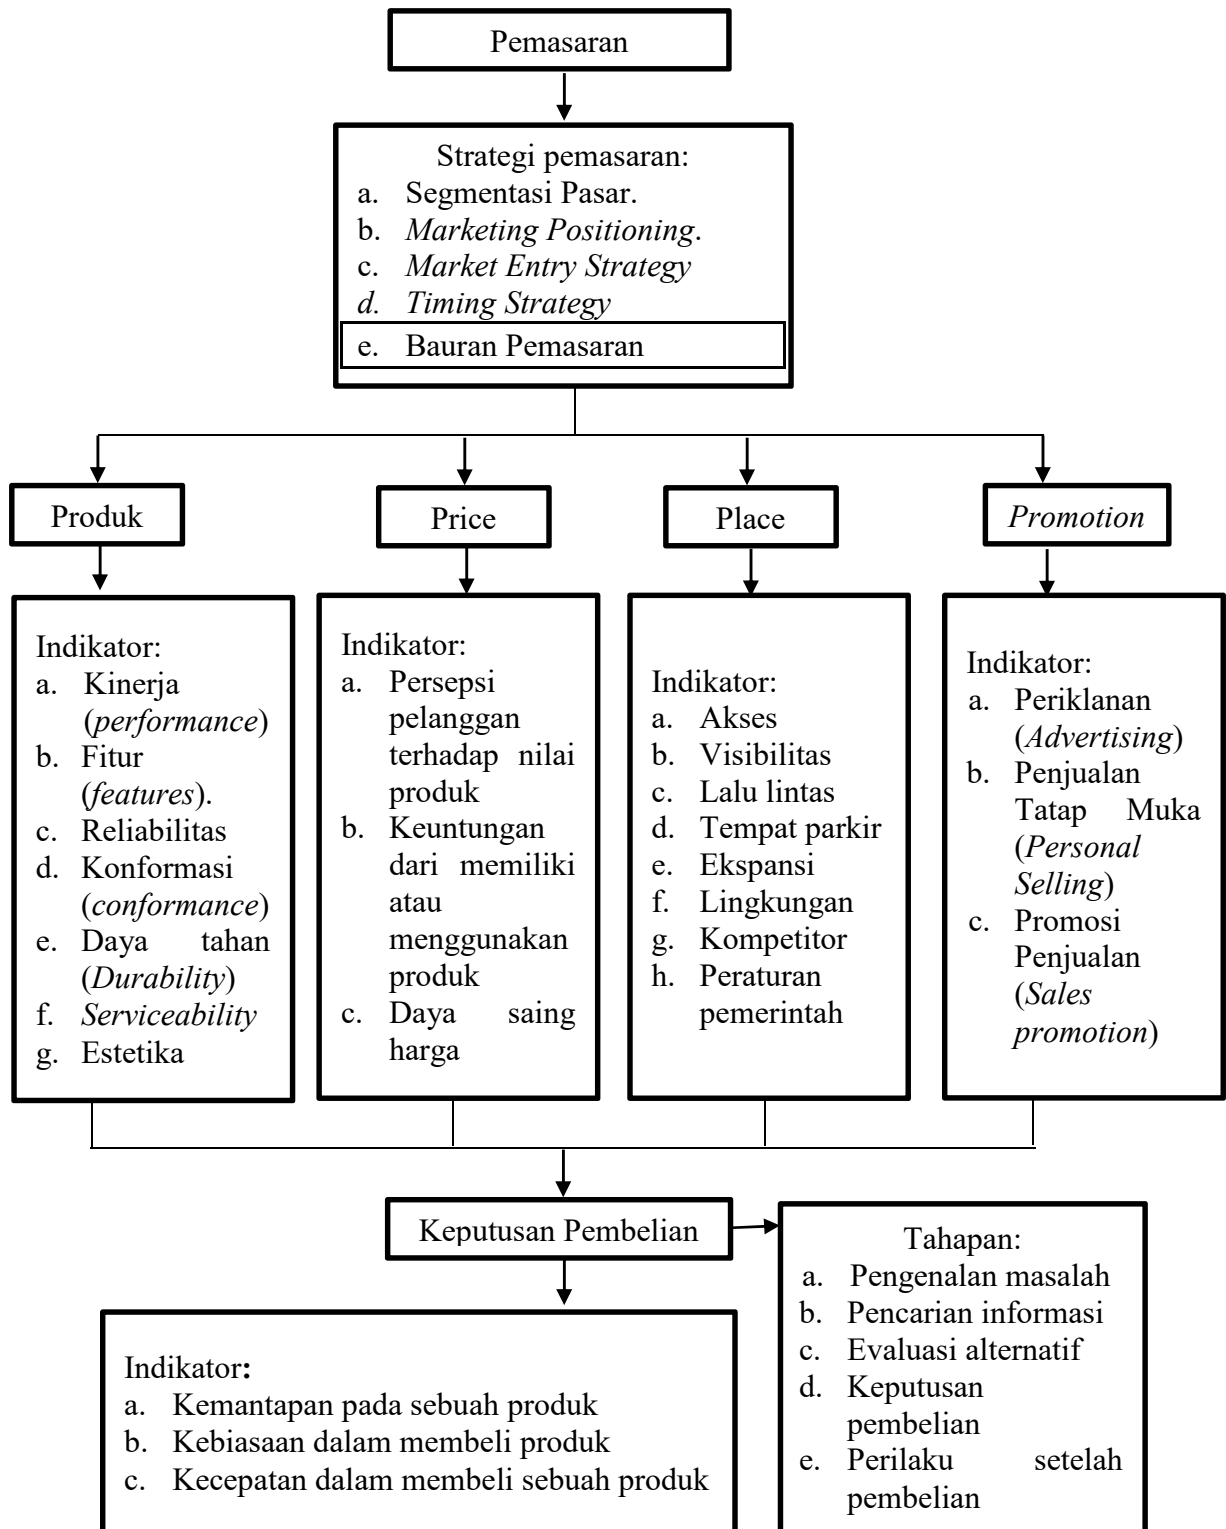 Pemasaran
Strategi pemasaran:
a. Segmentasi Pasar.
b. Marketing Positioning.
c. Market Entry Strategy
d. Timing Strategy
e. Bauran Pemasaran
Produk
Price
Place
Promotion
Indikator:
a. Kinerja
(performance)
b. Fitur
(features).
c. Reliabilitas
d. Konformasi
(conformance)
e. Daya tahan
(Durability)
f. Serviceability
g. Estetika
Indikator:
a. Persepsi
pelanggan
terhadap nilai
produk
b. Keuntungan
dari memiliki
atau
menggunakan
produk
c. Daya saing
harga
Indikator:
a. Akses
b. Visibilitas
c. Lalu lintas
d. Tempat parkir
e. Ekspansi
f. Lingkungan
g. Kompetitor
h. Peraturan
pemerintah
Indikator:
a. Periklanan
(Advertising)
b. Penjualan
Tatap Muka
(Personal
Selling)
c. Promosi
Penjualan
(Sales
promotion)
Keputusan Pembelian
Tahapan:
a. Pengenalan masalah
b. Pencarian informasi
c. Evaluasi alternatif
d. Keputusan
pembelian
e. Perilaku setelah
pembelian
Indikator:
a. Kemantapan pada sebuah produk
b. Kebiasaan dalam membeli produk
c. Kecepatan dalam membeli sebuah produk